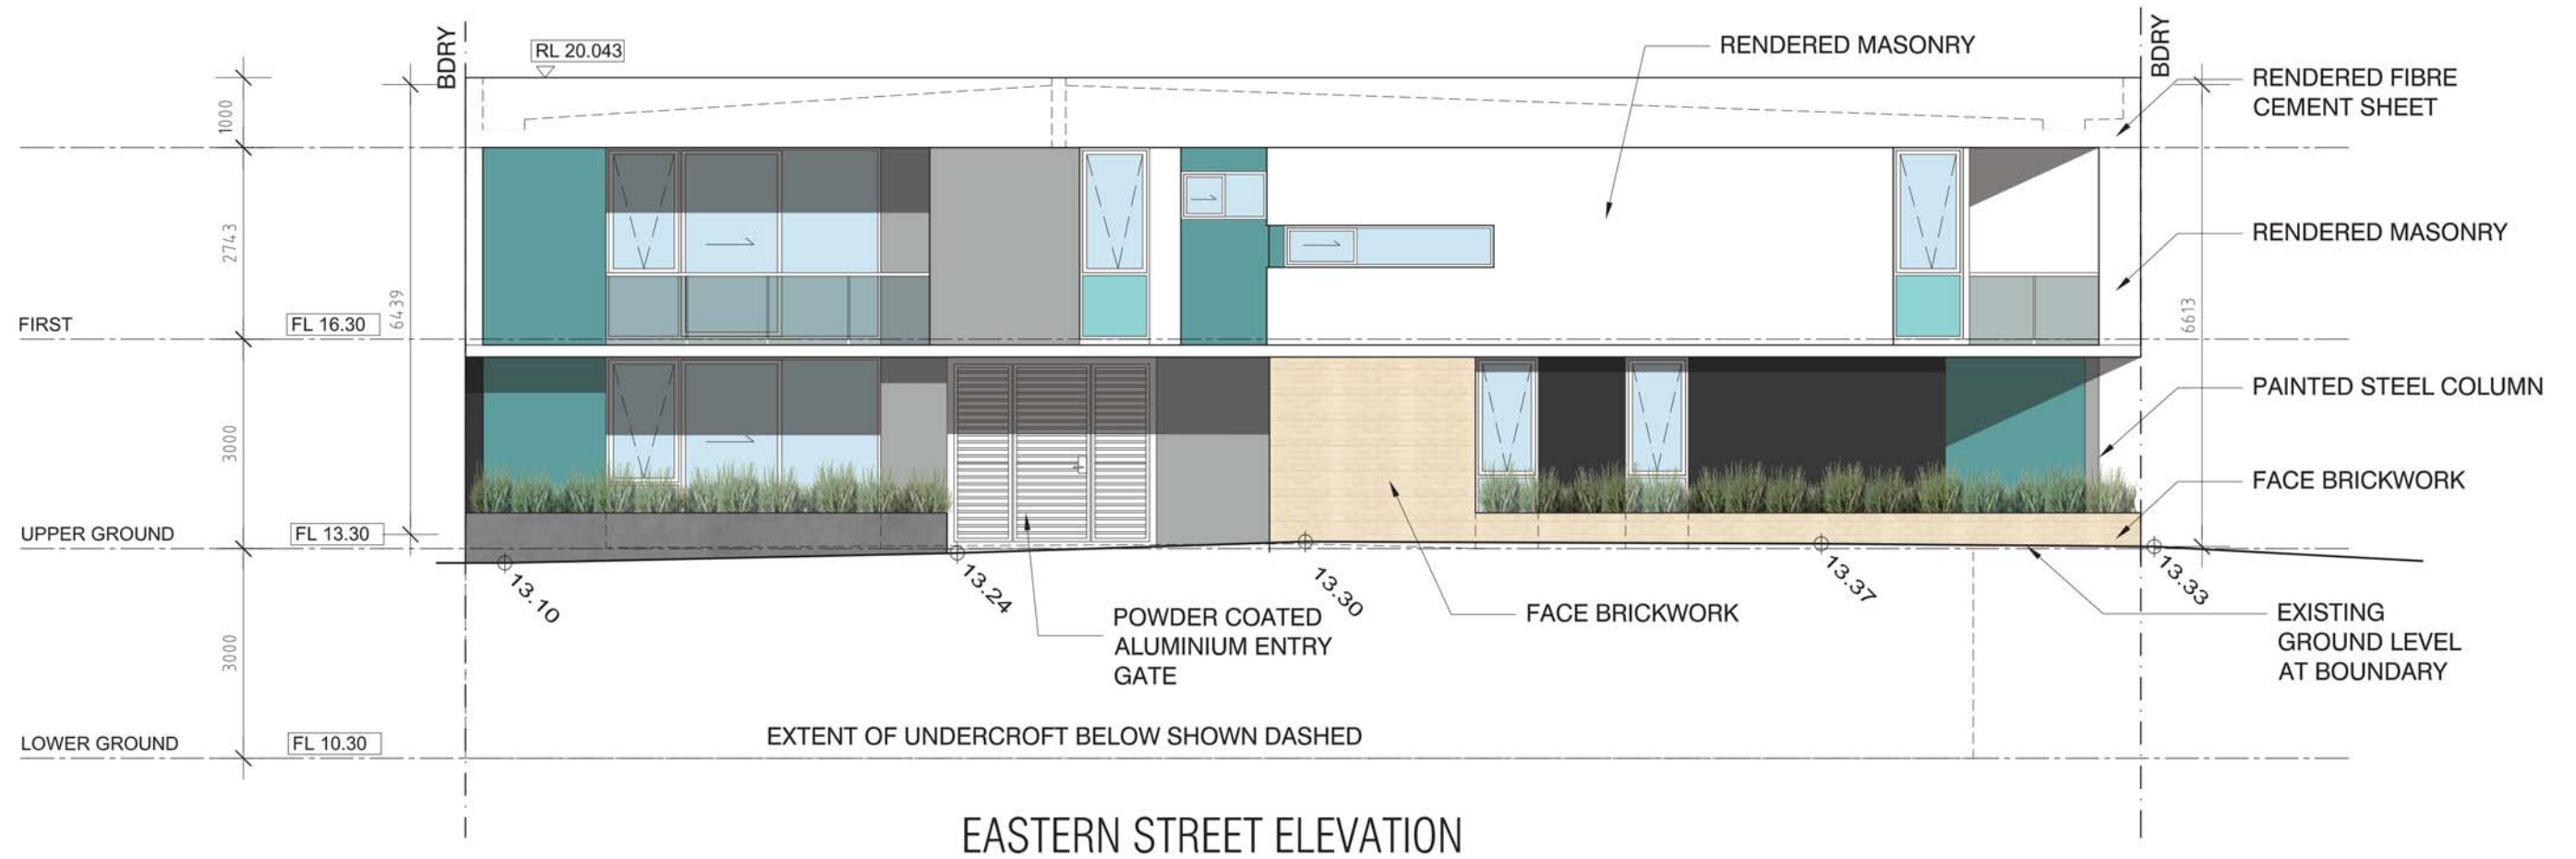 BDRY
RL 20.043
RENDERED MASONRY
BDRY
RENDERED FIBRE
CEMENT SHEET
1000
2743
RENDERED MASONRY
FIRST
FL 16.30
6439
6613
PAINTED STEEL COLUMN
3000
FACE BRICKWORK
UPPER GROUND
FL 13.30
13.10
13.24
13.30
13.37
13.33
POWDER COATED
ALUMINIUM ENTRY
GATE
FACE BRICKWORK
EXISTING
GROUND LEVEL
AT BOUNDARY
3000
LOWER GROUND
FL 10.30
EXTENT OF UNDERCROFT BELOW SHOWN DASHED
EASTERN STREET ELEVATION